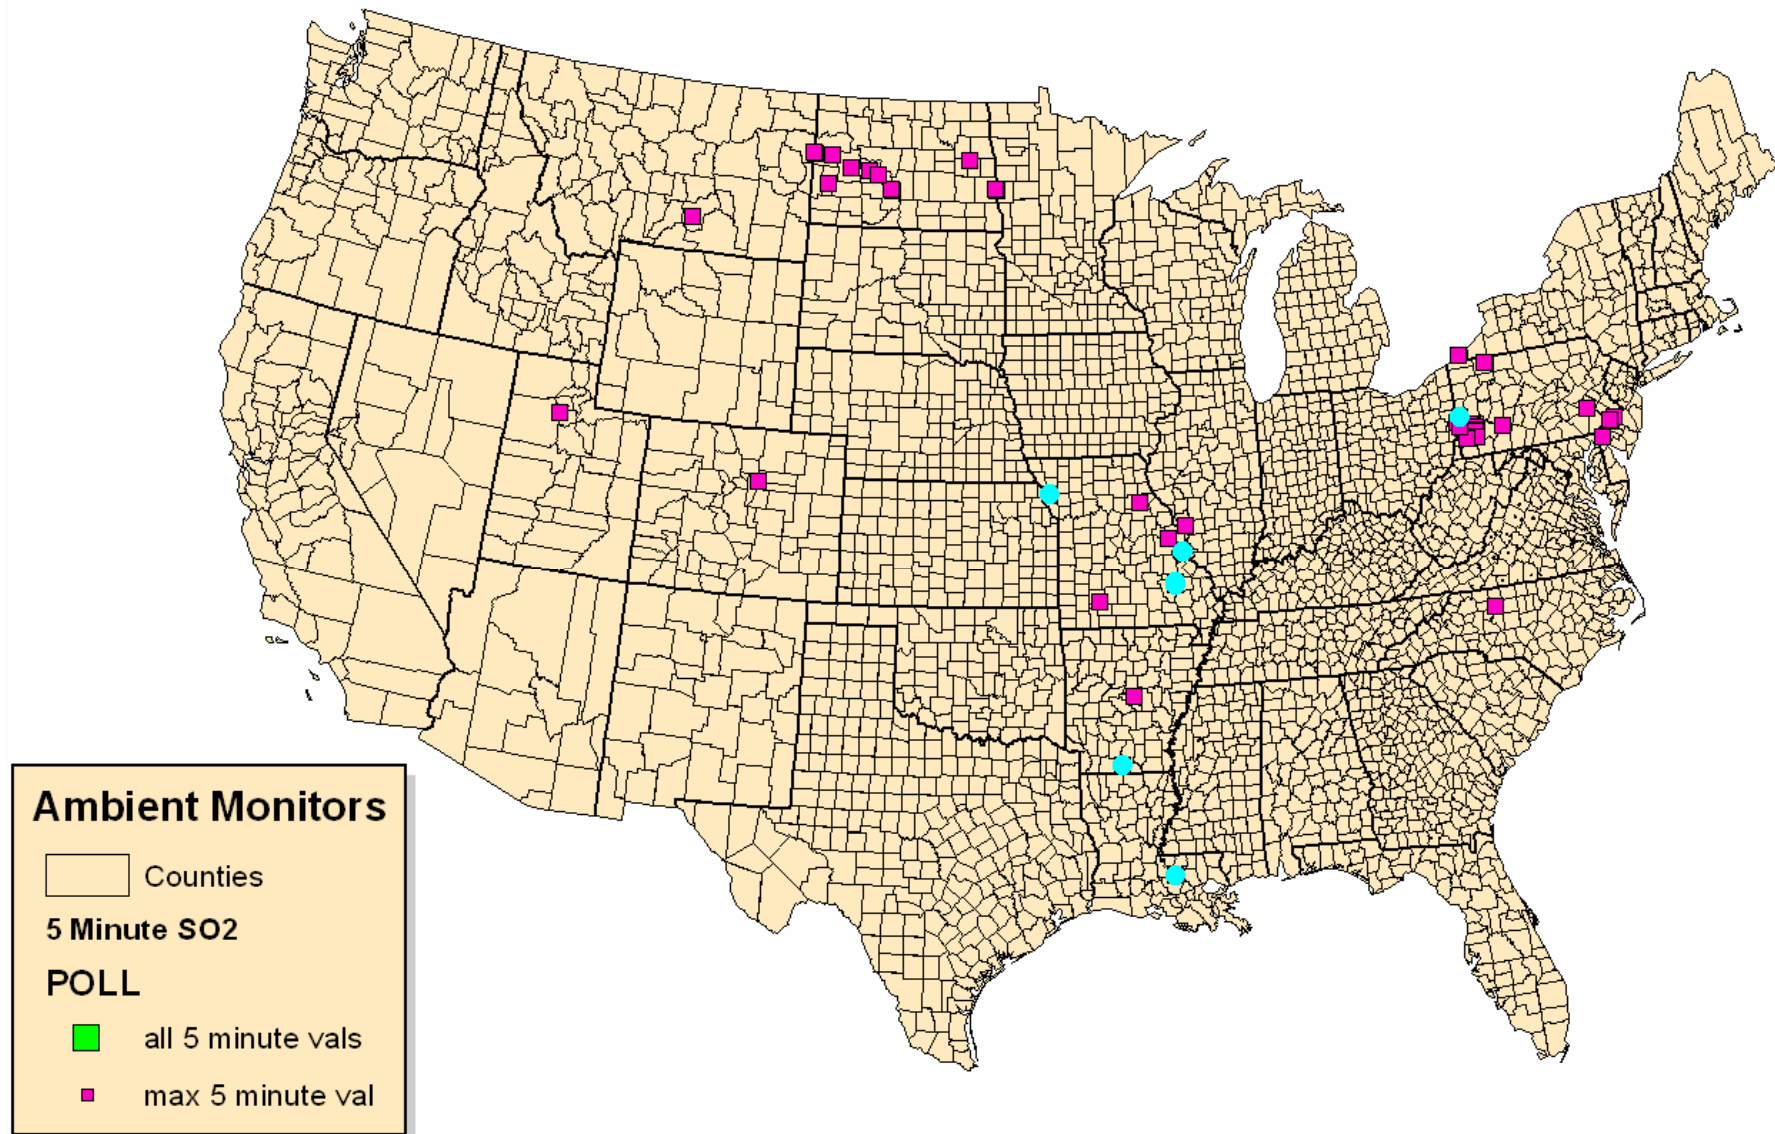 Ambient Monitors
Counties
5 Minute SO2
POLL
all 5 minute vals
max 5 minute val